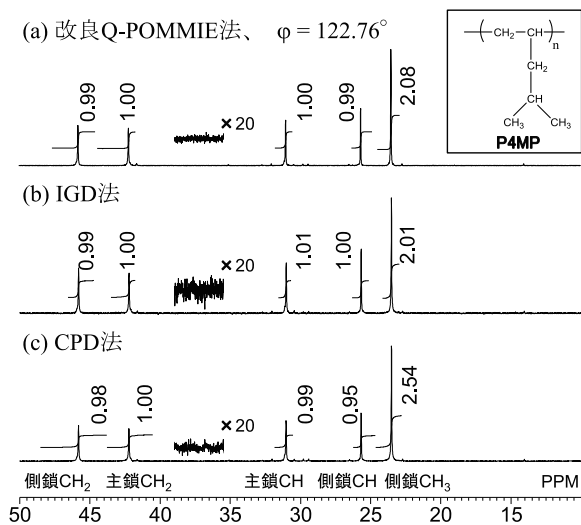 (a) 改良Q-POMMIE法、 φ = 122.76°
0.99
1.00
× 20
1.00
0.99
2.08
CH₂
CH
n
CH₂
CH
CH₃
CH₃
P4MP
(b) IGD法
0.99
1.00
× 20
1.01
1.00
2.01
(c) CPD法
0.98
1.00
× 20
0.99
0.95
2.54
側鎖CH₂ 主鎖CH₂ 主鎖CH 側鎖CH 側鎖CH₃ PPM
50 45 40 35 30 25 20 15